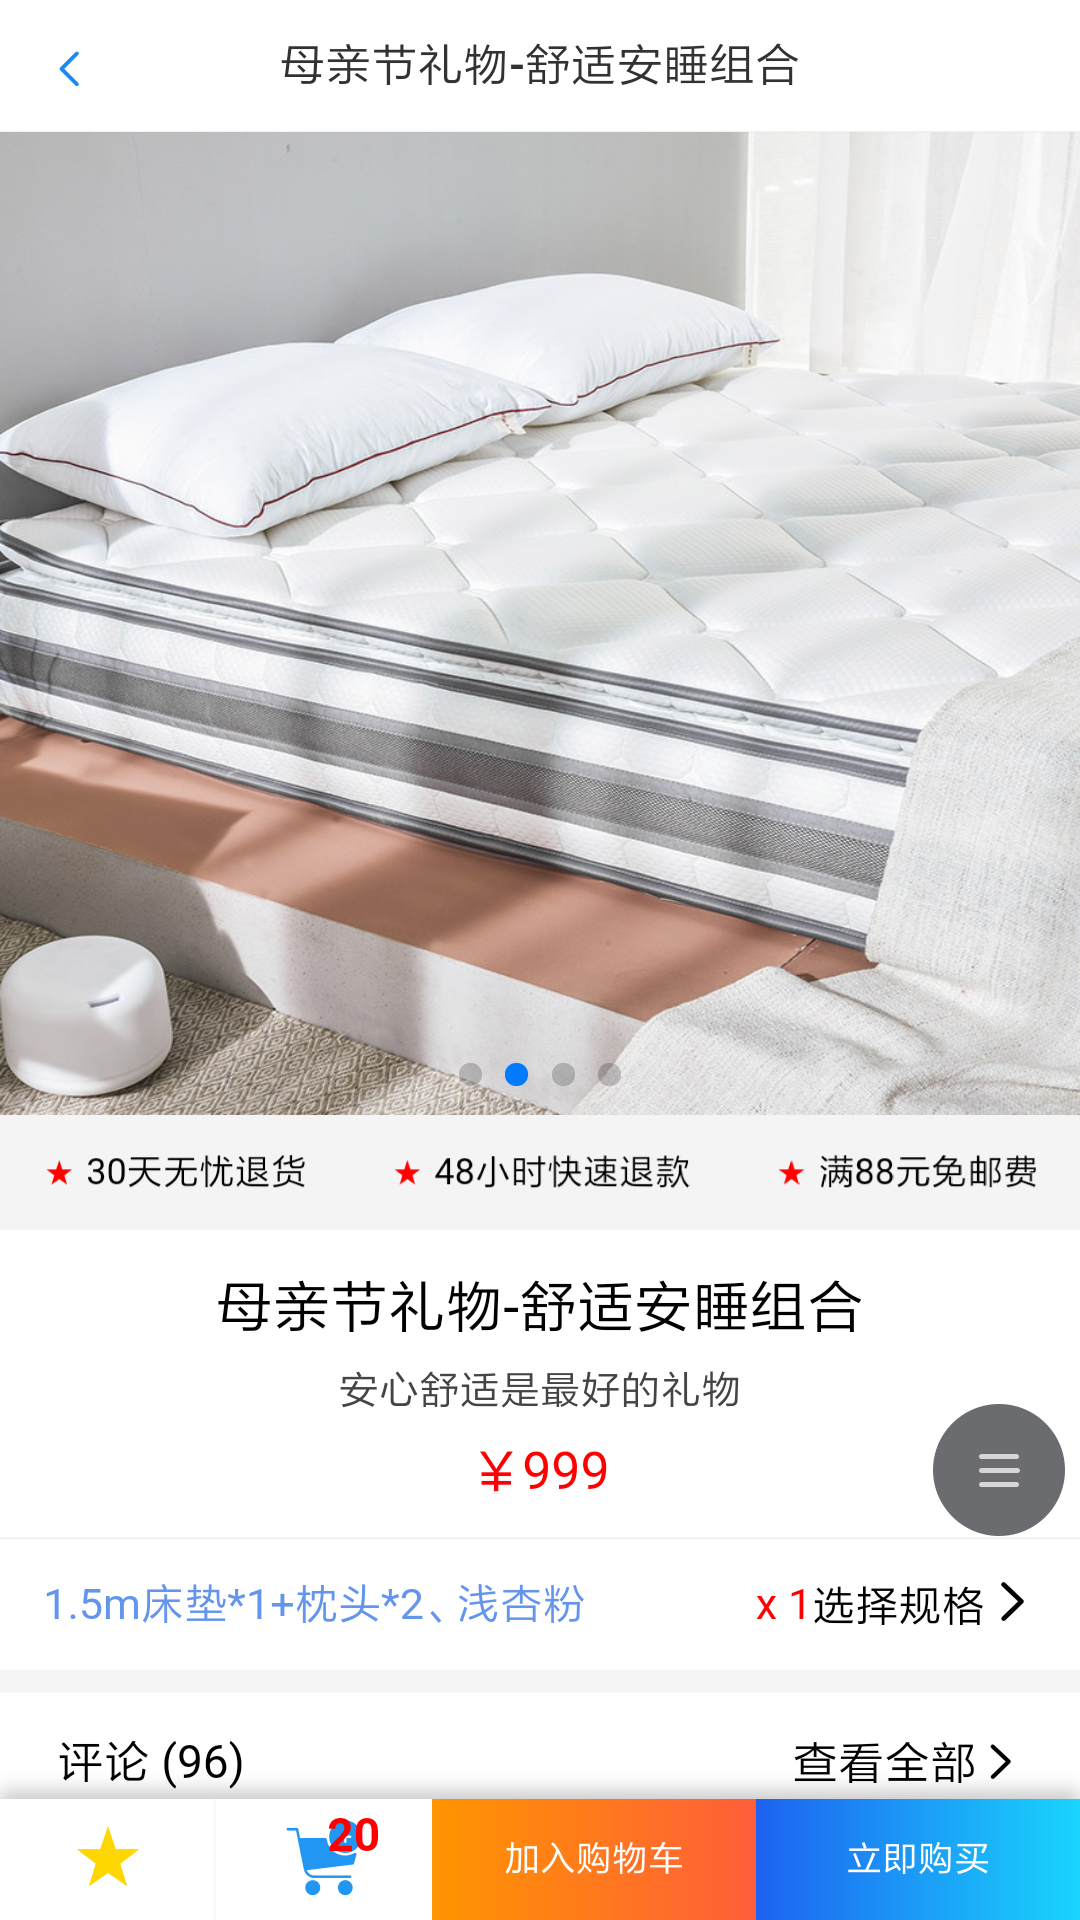 母亲节礼物-舒适安睡组合
★ 30天无忧退货 ★ 48小时快速退款 ★ 满88元免邮费
母亲节礼物-舒适安睡组合
安心舒适是最好的礼物
￥999
1.5m床垫*1+枕头*2、浅杏粉 x 1选择规格
评论 (96) 查看全部
20
加入购物车 立即购买